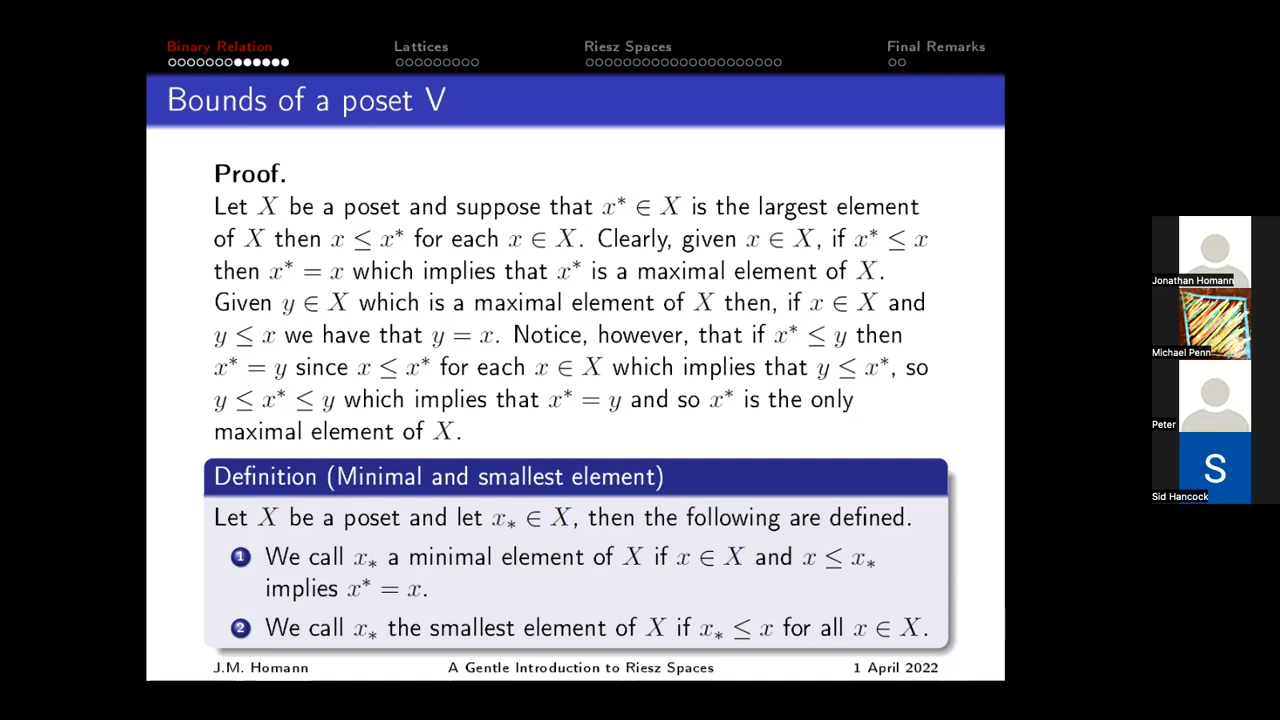 Binary Relation Lattices Riesz Spaces Final Remarks
Bounds of a poset V
Proof.
Let X be a poset and suppose that x* ∈ X is the largest element
of X then x ≤ x* for each x ∈ X. Clearly, given x ∈ X, if x* ≤ x
then x* = x which implies that x* is a maximal element of X.
Given y ∈ X which is a maximal element of X then, if x ∈ X and
y ≤ x we have that y = x. Notice, however, that if x* ≤ y then
x* = y since x ≤ x* for each x ∈ X which implies that y ≤ x*, so
y ≤ x* ≤ y which implies that x* = y and so x* is the only
maximal element of X.
Definition (Minimal and smallest element)
Let X be a poset and let x_* ∈ X, then the following are defined.
1 We call x_* a minimal element of X if x ∈ X and x ≤ x_*
implies x* = x.
2 We call x_* the smallest element of X if x_* ≤ x for all x ∈ X.
J.M. Homann A Gentle Introduction to Riesz Spaces 1 April 2022
Jonathan Homann
Michael Penn
Peter
S
Sid Hancock